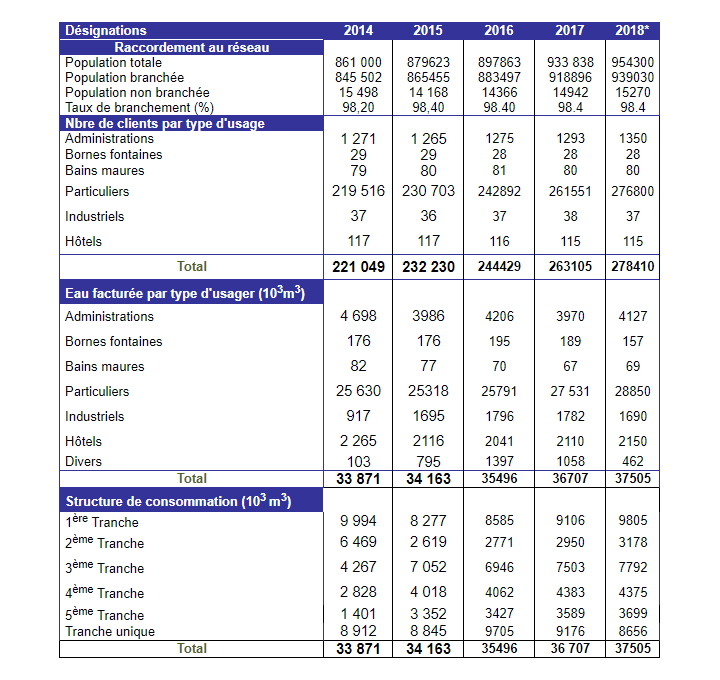 Désignations 2014 2015 2016 2017 2018*
Raccordement au réseau
Population totale 861 000 879623 897863 933 838 954300
Population branchée 845 502 865455 883497 918896 939030
Population non branchée 15 498 14 168 14366 14942 15270
Taux de branchement (%) 98,20 98,40 98.40 98.4 98.4
Nbre de clients par type d'usage
Administrations 1 271 1 265 1275 1293 1350
Bornes fontaines 29 29 28 28 28
Bains maures 79 80 81 80 80
Particuliers 219 516 230 703 242892 261551 276800
Industriels 37 36 37 38 37
Hôtels 117 117 116 115 115
Total 221 049 232 230 244429 263105 278410
Eau facturée par type d'usager (10³m³)
Administrations 4 698 3986 4206 3970 4127
Bornes fontaines 176 176 195 189 157
Bains maures 82 77 70 67 69
Particuliers 25 630 25318 25791 27 531 28850
Industriels 917 1695 1796 1782 1690
Hôtels 2 265 2116 2041 2110 2150
Divers 103 795 1397 1058 462
Total 33 871 34 163 35496 36707 37505
Structure de consommation (10³ m³)
1ère Tranche 9 994 8 277 8585 9106 9805
2ème Tranche 6 469 2 619 2771 2950 3178
3ème Tranche 4 267 7 052 6946 7503 7792
4ème Tranche 2 828 4 018 4062 4383 4375
5ème Tranche 1 401 3 352 3427 3589 3699
Tranche unique 8 912 8 845 9705 9176 8656
Total 33 871 34 163 35496 36 707 37505